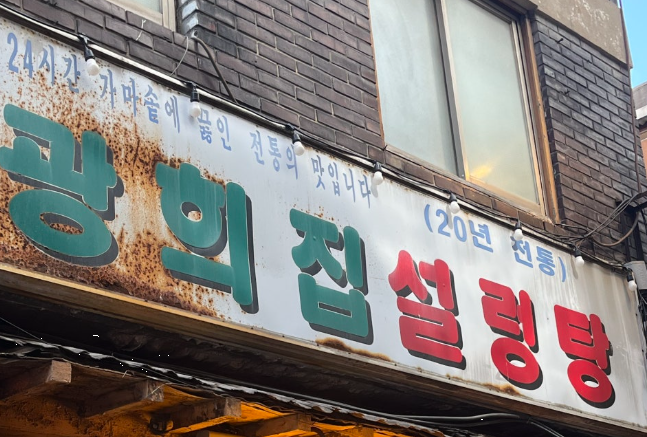 24시간 가마솥에 끓인 전통의 맛입니다
(20년 전통)
광희집 설렁탕